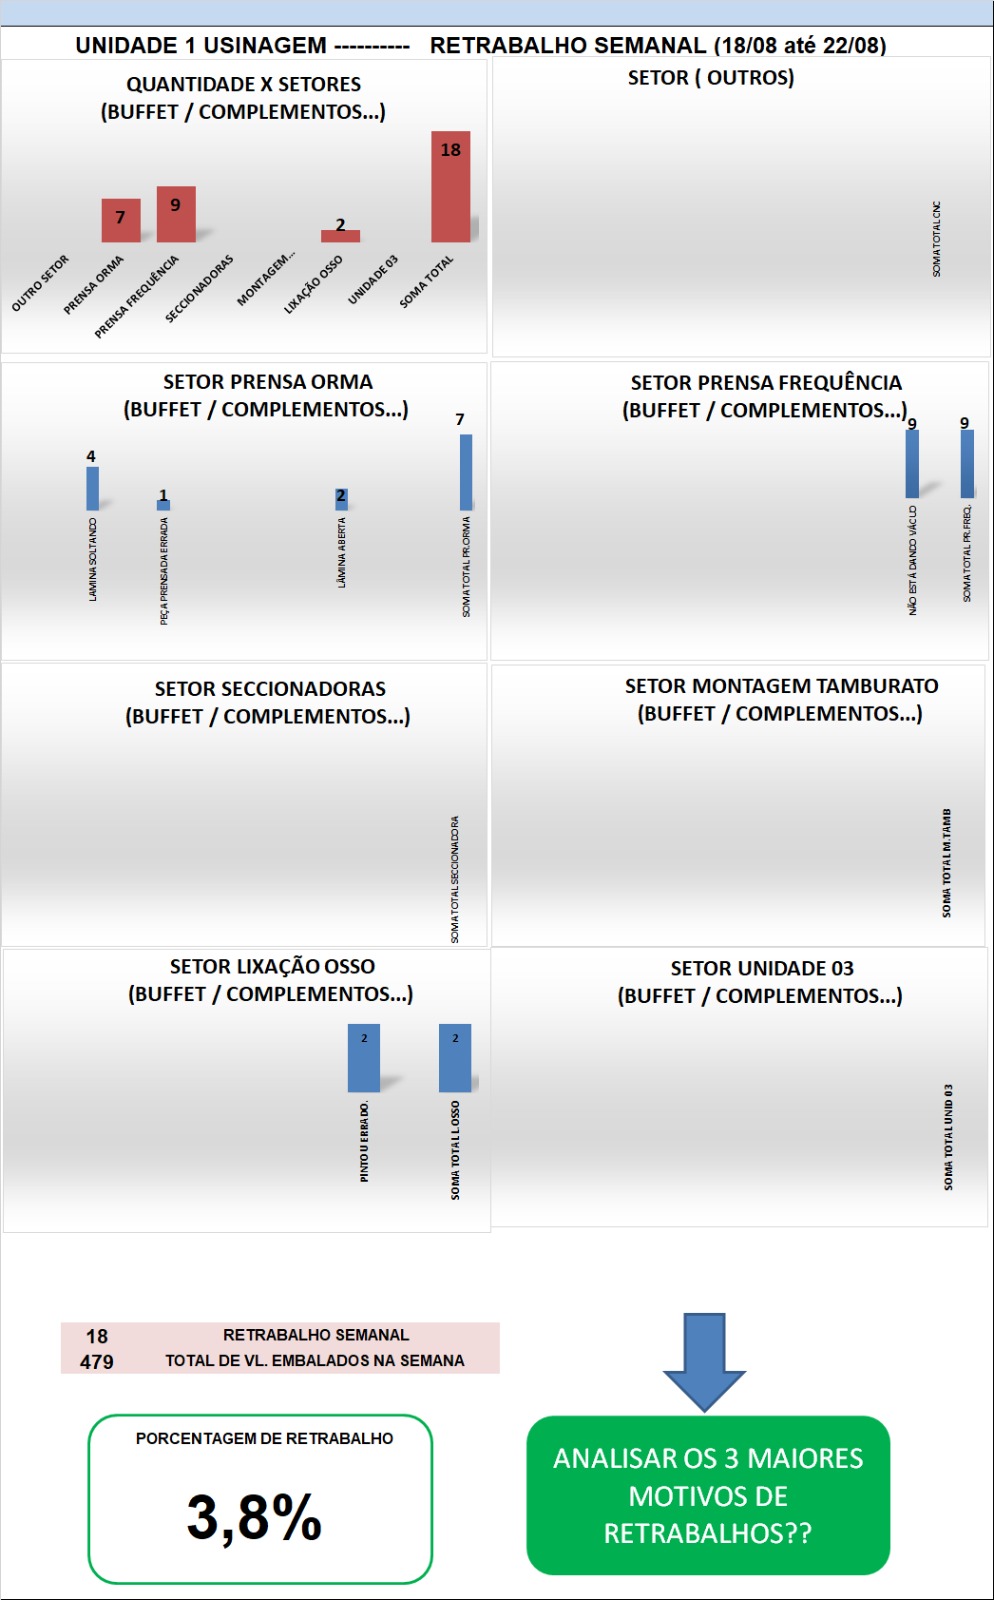 UNIDADE 1 USINAGEM ---------- RETRABALHO SEMANAL (18/08 até 22/08)
QUANTIDADE X SETORES
(BUFFET / COMPLEMENTOS...)
18
7
9
2
OUTRO SETOR
PRENSA ORMA
PRENSA FREQUÊNCIA
SECCIONADORAS
MONTAGEM...
LIXAÇÃO OSSO
UNIDADE 03
SOMA TOTAL
SETOR ( OUTROS)
SOMA TOTAL CNC
SETOR PRENSA ORMA
(BUFFET / COMPLEMENTOS...)
4
1
2
7
LAMINA SOLTANDO
PEÇA PRENSADA ERRADA
LÂMINA ABERTA
SOMA TOTAL PR.ORMA
SETOR PRENSA FREQUÊNCIA
(BUFFET / COMPLEMENTOS...)
9
9
NÃO ESTÁ DANDO VÁCUO
SOMA TOTAL PR.FREQ.
SETOR SECCIONADORAS
(BUFFET / COMPLEMENTOS...)
SOMA TOTAL SECCIONADORA
SETOR MONTAGEM TAMBURATO
(BUFFET / COMPLEMENTOS...)
SOMA TOTAL M.TAMB
SETOR LIXAÇÃO OSSO
(BUFFET / COMPLEMENTOS...)
2
2
PINTOU ERRADO.
SOMA TOTAL L.OSSO
SETOR UNIDADE 03
(BUFFET / COMPLEMENTOS...)
SOMA TOTAL UNID 03
18 RETRABALHO SEMANAL
479 TOTAL DE VL. EMBALADOS NA SEMANA
PORCENTAGEM DE RETRABALHO
3,8%
ANALISAR OS 3 MAIORES
MOTIVOS DE
RETRABALHOS??